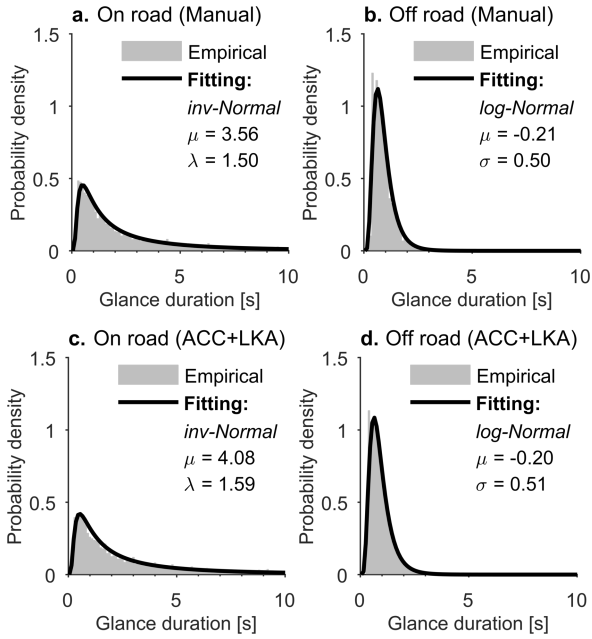 a. On road (Manual)
1.5
1
0.5
0
Probability density
Empirical
Fitting:
inv-Normal
μ = 3.56
λ = 1.50
0 5 10
Glance duration [s]
b. Off road (Manual)
1.5
1
0.5
0
Probability density
Empirical
Fitting:
log-Normal
μ = -0.21
σ = 0.50
0 5 10
Glance duration [s]
c. On road (ACC+LKA)
1.5
1
0.5
0
Probability density
Empirical
Fitting:
inv-Normal
μ = 4.08
λ = 1.59
0 5 10
Glance duration [s]
d. Off road (ACC+LKA)
1.5
1
0.5
0
Probability density
Empirical
Fitting:
log-Normal
μ = -0.20
σ = 0.51
0 5 10
Glance duration [s]